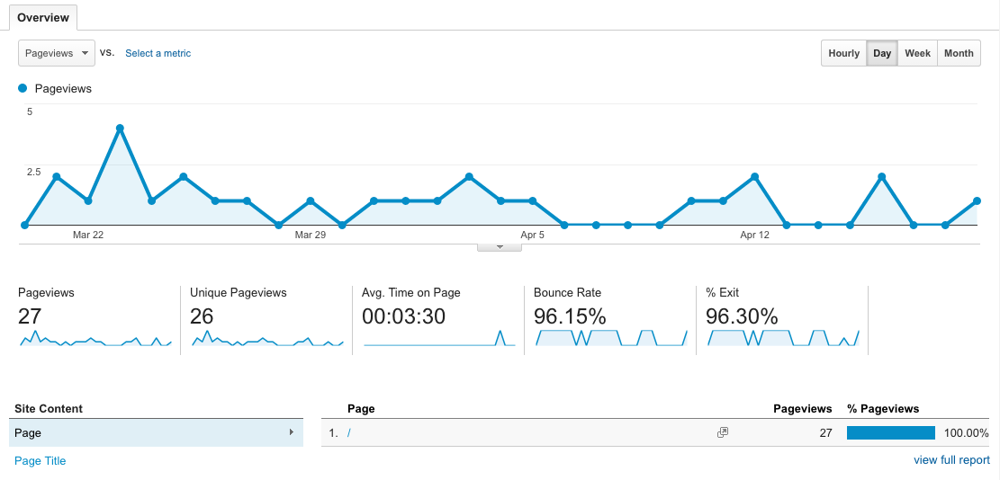 Overview
Pageviews vs. Select a metric Hourly Day Week Month
Pageviews
5
2.5
Mar 22 Mar 29 Apr 5 Apr 12
Pageviews Unique Pageviews Avg. Time on Page Bounce Rate % Exit
27 26 00:03:30 96.15% 96.30%
Site Content Page Pageviews % Pageviews
Page 1. / 27 100.00%
Page Title view full report